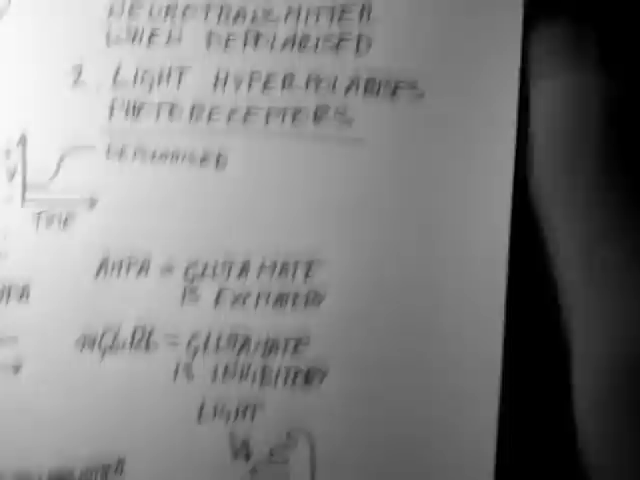 NEUROTRANSMITTER
WHEN DEPOLARISED
2. LIGHT HYPERPOLARISES
PHOTORECEPTORS
DEPOLARISED
V
TIME
AMPA = GLUTAMATE
IS EXCITATORY
mGLUR6 = GLUTAMATE
IS INHIBITORY
LIGHT